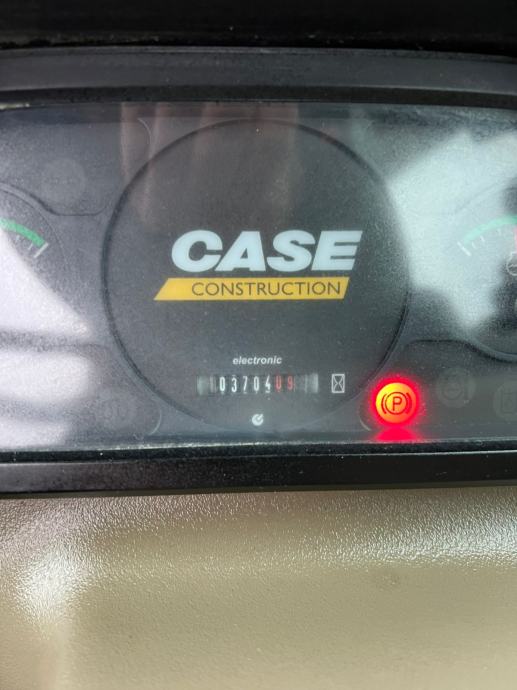 CASE
CONSTRUCTION
electronic
0370409
P